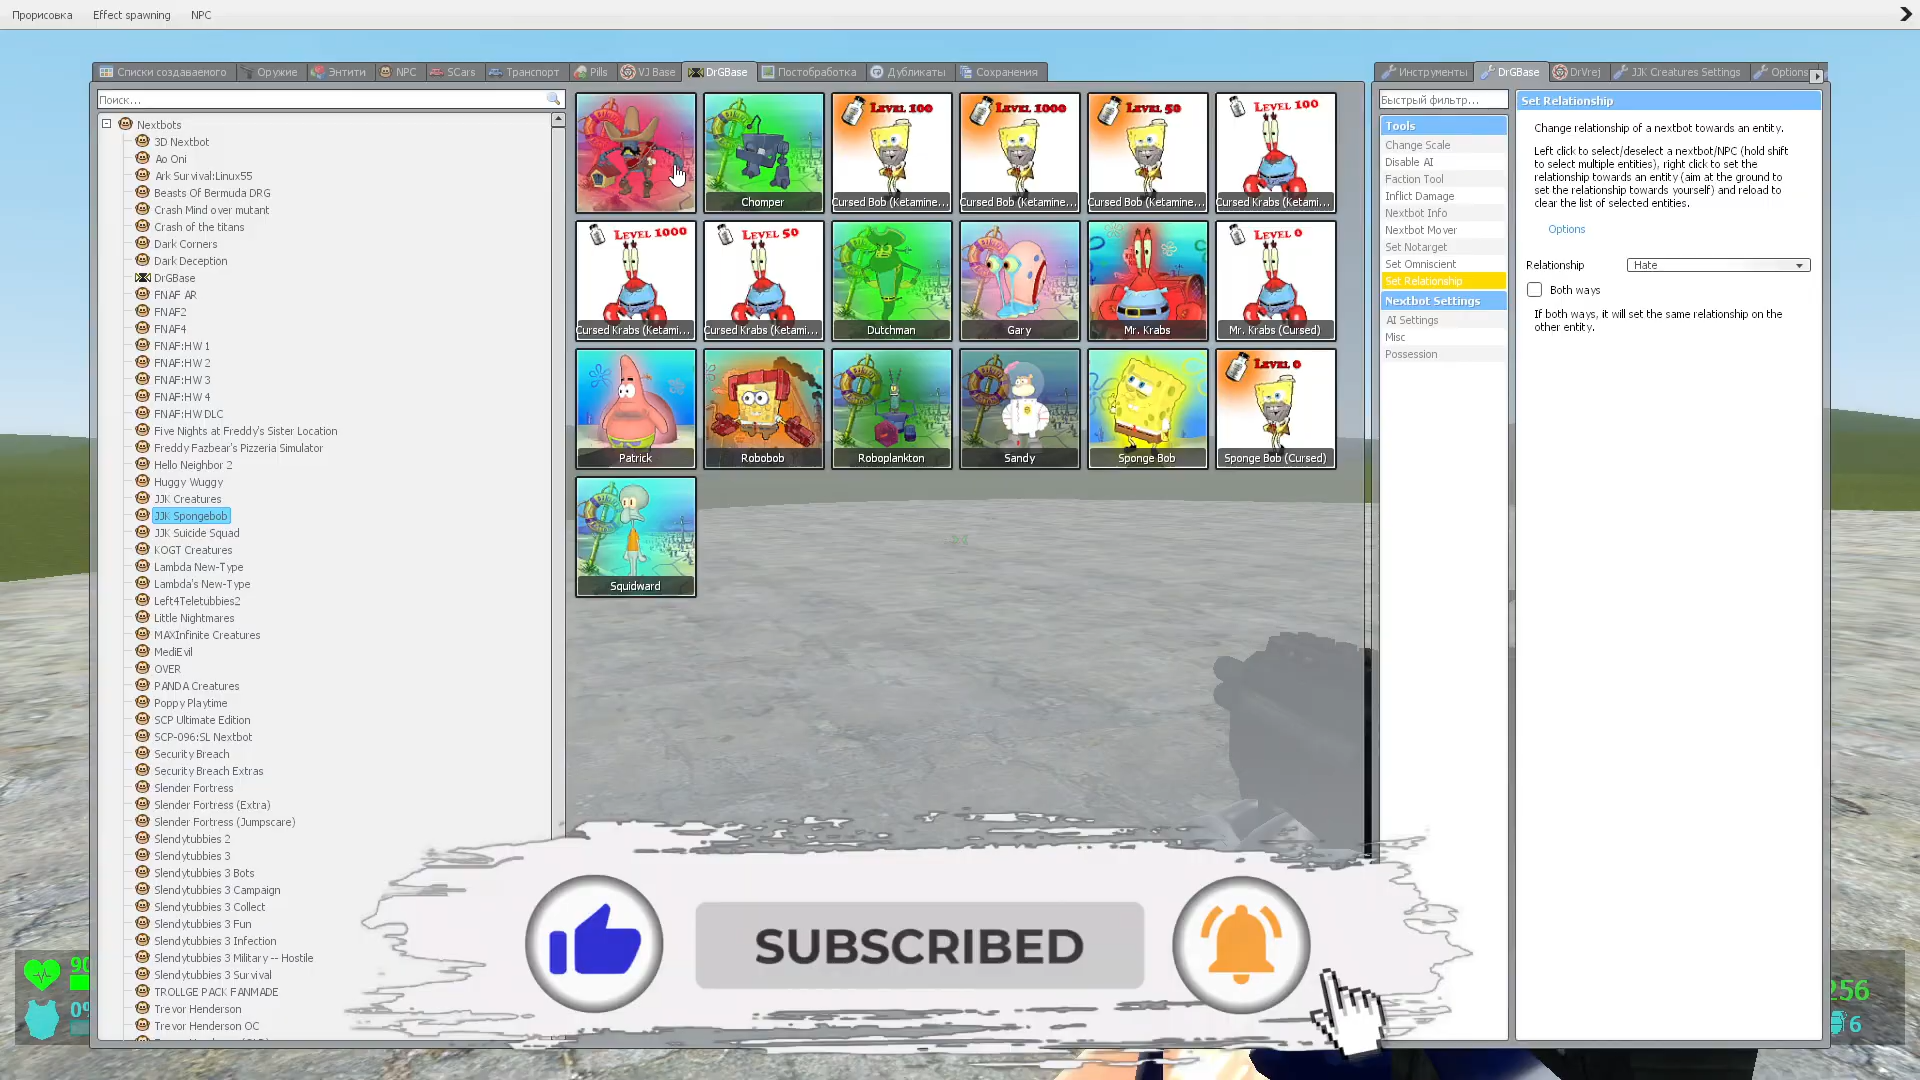 Прорисовка Effect spawning NPC
Списки создаваемого Оружие Энтити NPC SCars Транспорт Pills VJ Base DrGBase Постобработка Дубликаты Сохранения
Инструменты DrGBase DrVrej JJK Creatures Settings Options
Поиск...
Nextbots
3D Nextbot
Ao Oni
Ark Survival:Linux55
Beasts Of Bermuda DRG
Crash Mind over mutant
Crash of the titans
Dark Corners
Dark Deception
DrGBase
FNAF AR
FNAF2
FNAF4
FNAF:HW 1
FNAF:HW 2
FNAF:HW 3
FNAF:HW 4
FNAF:HW DLC
Five Nights at Freddy's Sister Location
Freddy Fazbear's Pizzeria Simulator
Hello Neighbor 2
Huggy Wuggy
JJK Creatures
JJK Spongebob
JJK Suicide Squad
KOGT Creatures
Lambda New-Type
Lambda's New-Type
Left4Teletubbies2
Little Nightmares
MAXInfinite Creatures
MediEvil
OVER
PANDA Creatures
Poppy Playtime
SCP Ultimate Edition
SCP-096:SL Nextbot
Security Breach
Security Breach Extras
Slender Fortress
Slender Fortress (Extra)
Slender Fortress (Jumpscare)
Slendytubbies 2
Slendytubbies 3
Slendytubbies 3 Bots
Slendytubbies 3 Campaign
Slendytubbies 3 Collect
Slendytubbies 3 Fun
Slendytubbies 3 Infection
Slendytubbies 3 Military -- Hostile
Slendytubbies 3 Survival
TROLLGE PACK FANMADE
Trevor Henderson
Trevor Henderson OC
LEVEL 100 LEVEL 1000 LEVEL 50 LEVEL 100
Chomper Cursed Bob (Ketamine... Cursed Bob (Ketamine... Cursed Bob (Ketamine... Cursed Krabs (Ketami...
LEVEL 1000 LEVEL 50 LEVEL 0
Cursed Krabs (Ketami... Cursed Krabs (Ketami... Dutchman Gary Mr. Krabs Mr. Krabs (Cursed)
LEVEL 0
Patrick Robobob Roboplankton Sandy Sponge Bob Sponge Bob (Cursed)
Squidward
Быстрый фильтр...
Tools
Change Scale
Disable AI
Faction Tool
Inflict Damage
Nextbot Info
Nextbot Mover
Set Notarget
Set Omniscient
Set Relationship
Nextbot Settings
AI Settings
Misc
Possession
Set Relationship
Change relationship of a nextbot towards an entity.
Left click to select/deselect a nextbot/NPC (hold shift
to select multiple entities), right click to set the
relationship towards an entity (aim at the ground to
set the relationship towards yourself) and reload to
clear the list of selected entities.
Options
Relationship Hate
Both ways
If both ways, it will set the same relationship on the
other entity.
SUBSCRIBED
90
0%
256
6